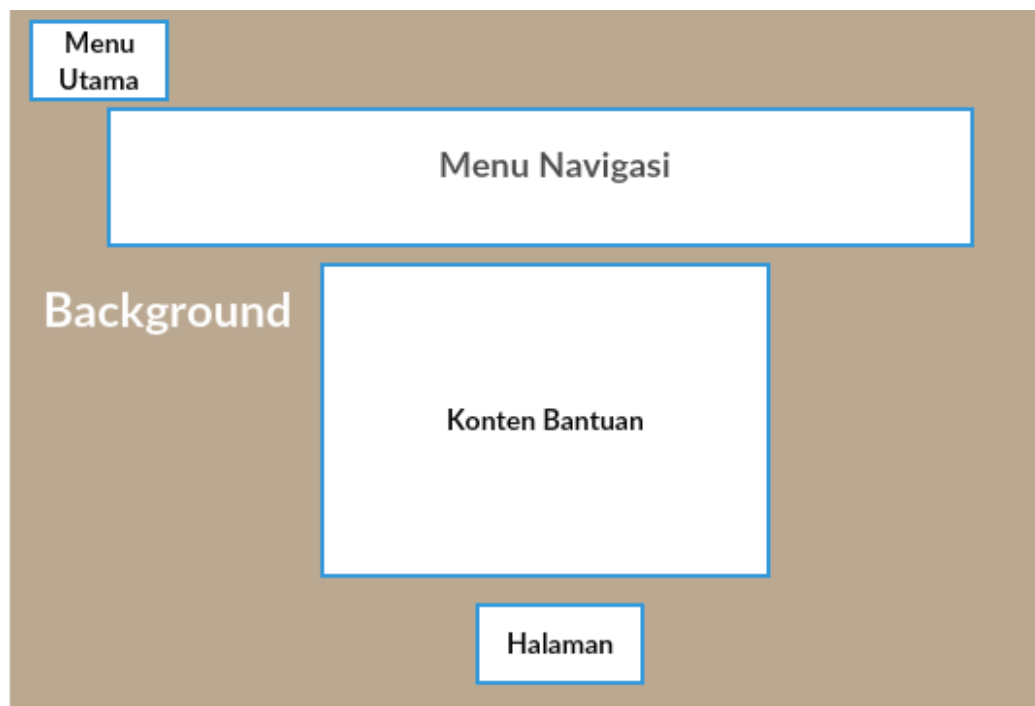 Menu
Utama
Menu Navigasi
Background
Konten Bantuan
Halaman